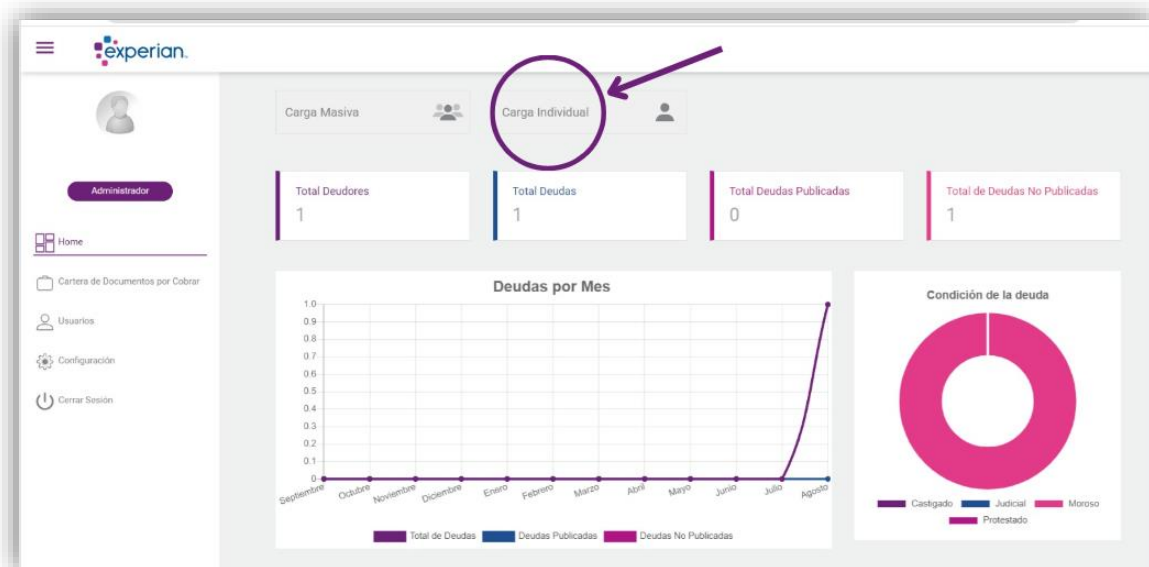 experian.
Administrador
Home
Cartera de Documentos por Cobrar
Usuarios
Configuración
Cerrar Sesión
Carga Masiva
Carga Individual
Total Deudores
1
Total Deudas
1
Total Deudas Publicadas
0
Total de Deudas No Publicadas
1
Deudas por Mes
1.0
0.9
0.8
0.7
0.6
0.5
0.4
0.3
0.2
0.1
0
Septiembre
Octubre
Noviembre
Diciembre
Enero
Febrero
Marzo
Abril
Mayo
Junio
Julio
Agosto
Total de Deudas Deudas Publicadas Deudas No Publicadas
Condición de la deuda
Castigado Judicial Moroso
Protestado